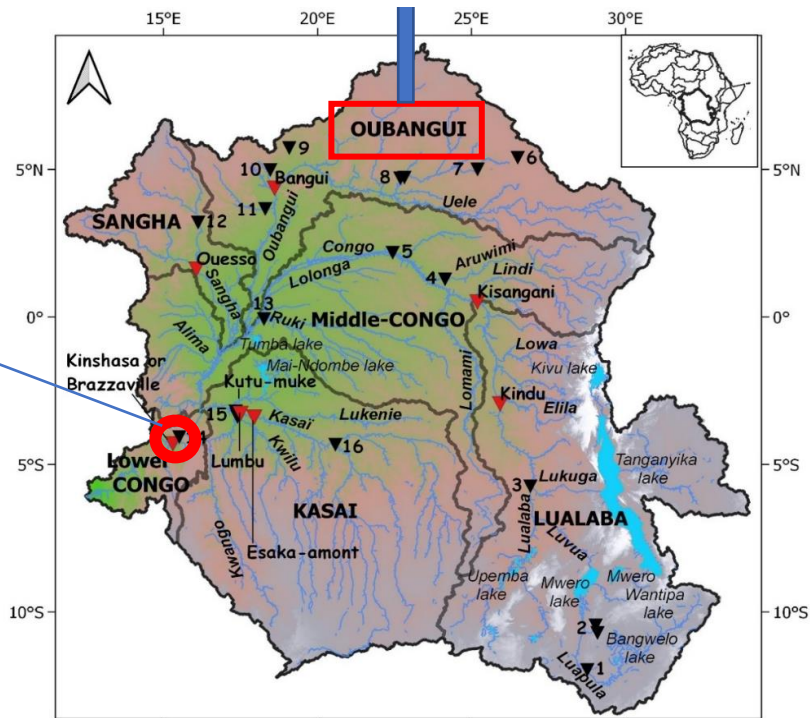 15°E
20°E
25°E
30°E
OUBANGUI
9
5°N
10
Bangui
8
7
6
5°N
11
Uele
SANGHA
12
Oubangui
Ouesso
Sangha
Congo
5
Aruwimi
Lolonga
4
Lindi
Kisangani
0°
13
Ruki
Middle-CONGO
0°
Alima
Tumba lake
Lowa
Kinshasa or
Brazzaville
Mai-Ndombe lake
Lomami
Kivu lake
Kutu-muke
Kindu
Elila
15
Kasaï
Lukenie
Kwilu
16
5°S
Lower
CONGO
Lumbu
3
Lukuga
Tanganyika
lake
5°S
KASAI
Lualaba
LUALABA
Esaka-amont
Luvua
Kwango
Upemba
lake
Mwero
lake
Mwero
Wantipa
lake
10°S
2
Bangwelo
lake
10°S
1
Luapula